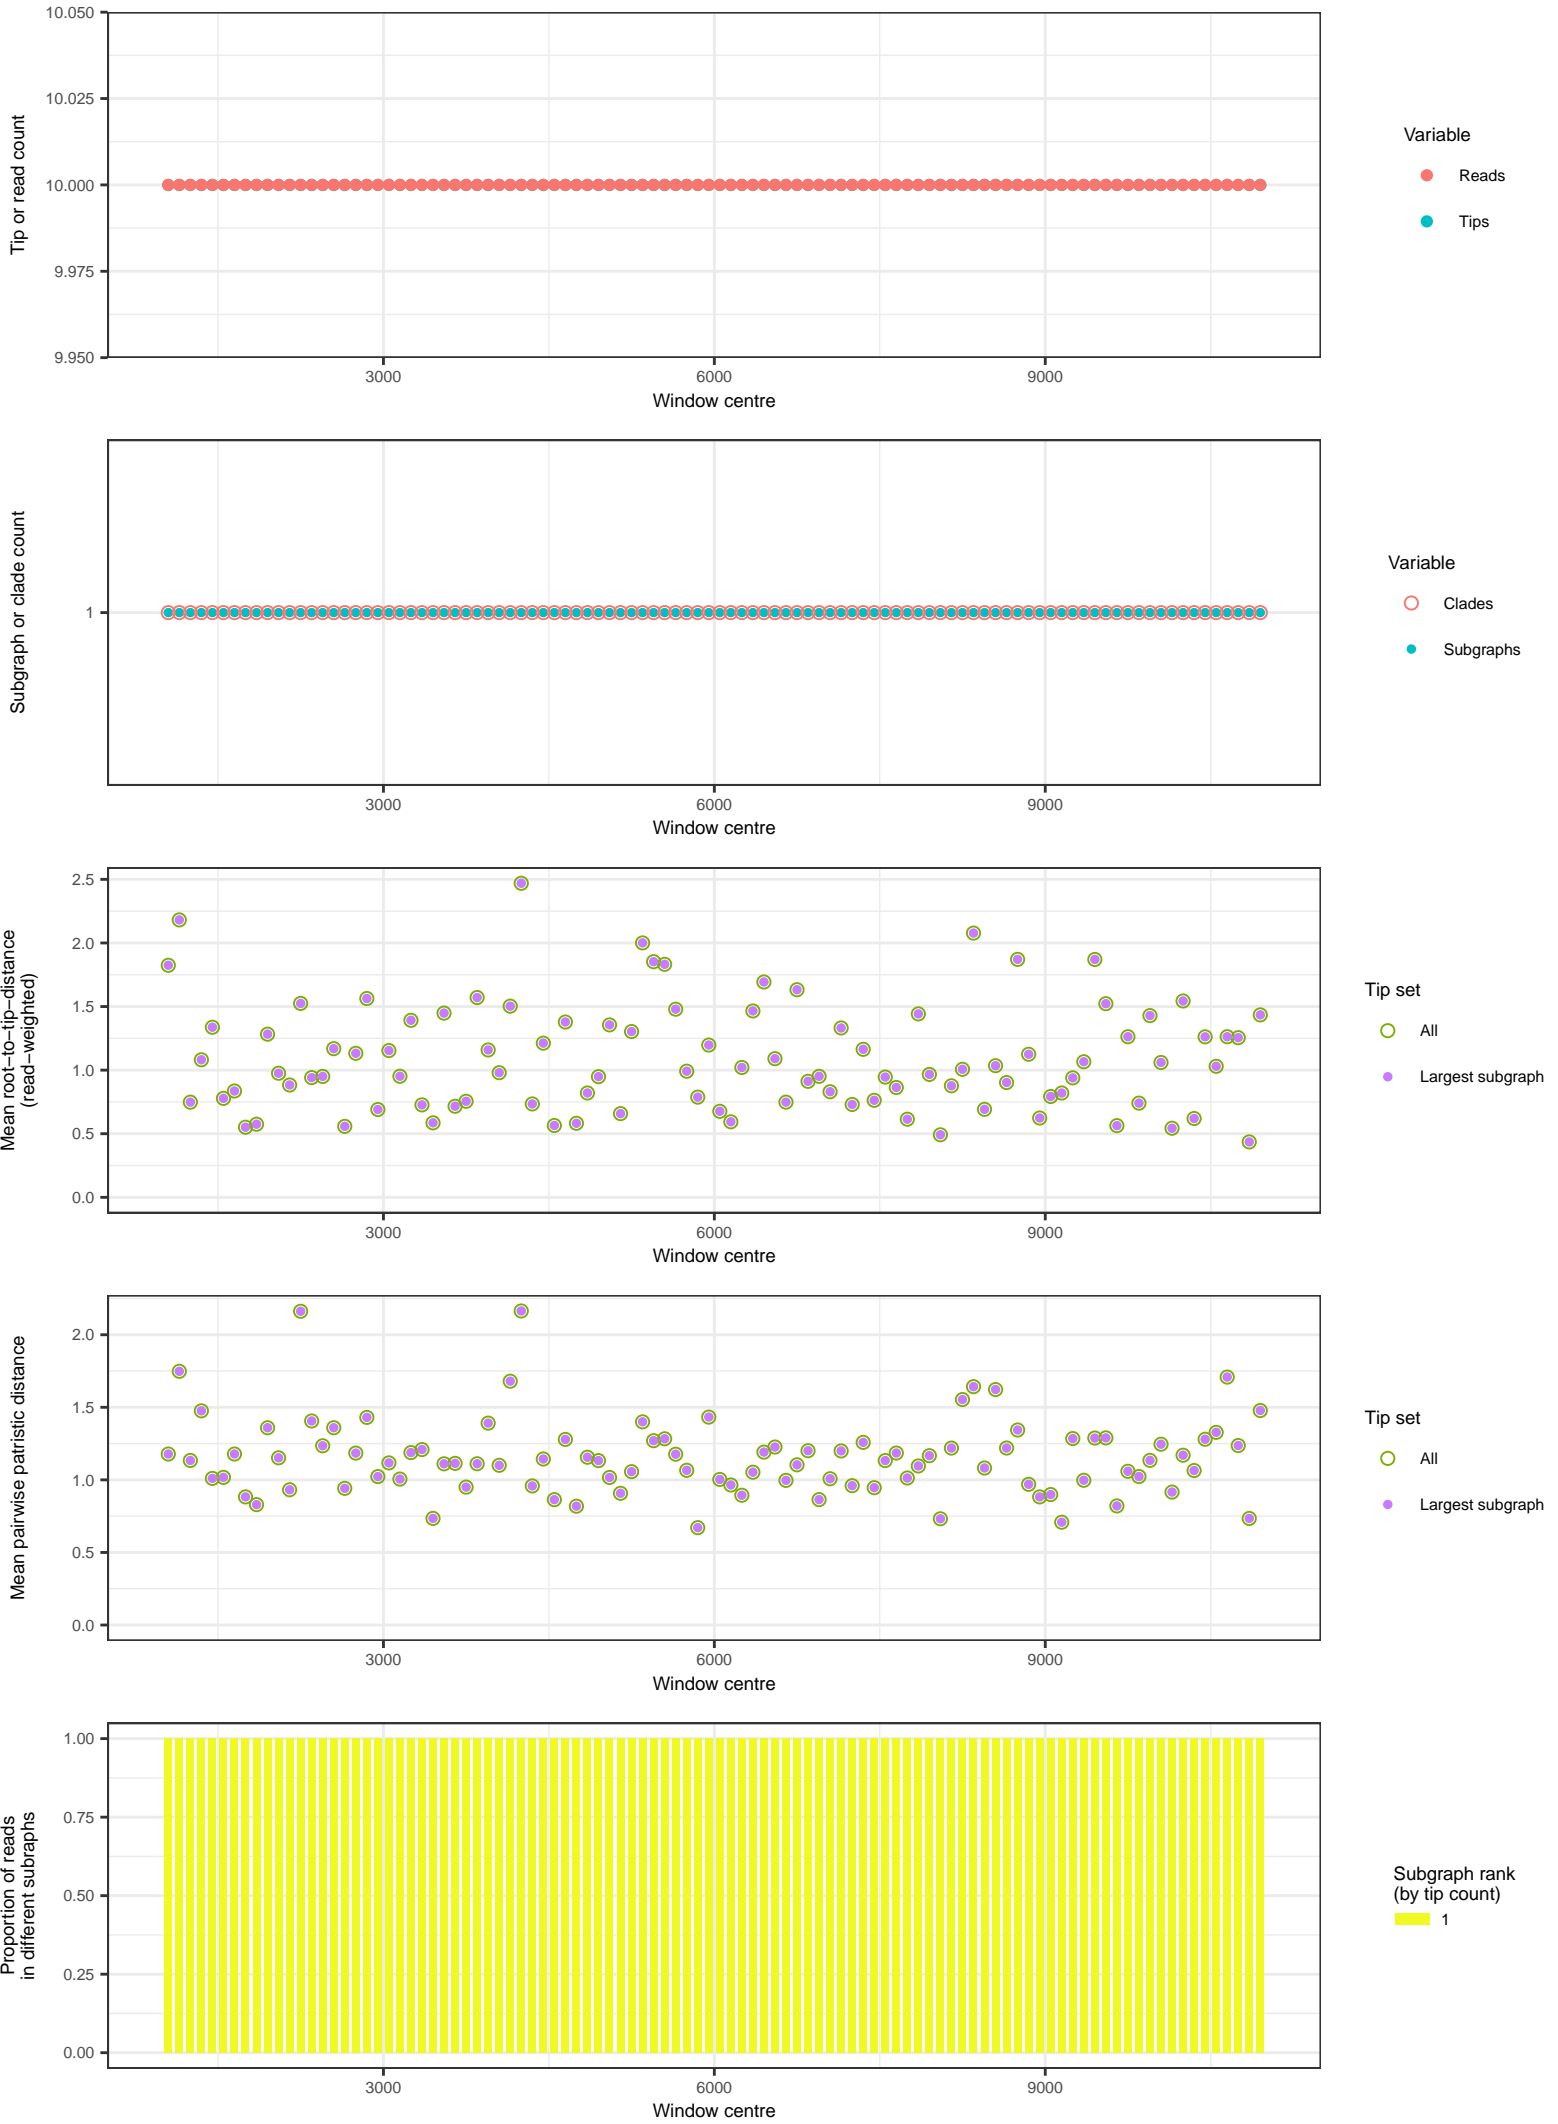 10.050
10.025
10.000
9.975
9.950
Tip or read count
3000 6000 9000
Window centre
Variable
Reads
Tips
1
Subgraph or clade count
3000 6000 9000
Window centre
Variable
Clades
Subgraphs
2.5
2.0
1.5
1.0
0.5
0.0
Mean root−to−tip−distance
(read−weighted)
3000 6000 9000
Window centre
Tip set
All
Largest subgraph
2.0
1.5
1.0
0.5
0.0
Mean pairwise patristic distance
3000 6000 9000
Window centre
Tip set
All
Largest subgraph
1.00
0.75
0.50
0.25
0.00
Proportion of reads
in different subraphs
3000 6000 9000
Window centre
Subgraph rank
(by tip count)
1